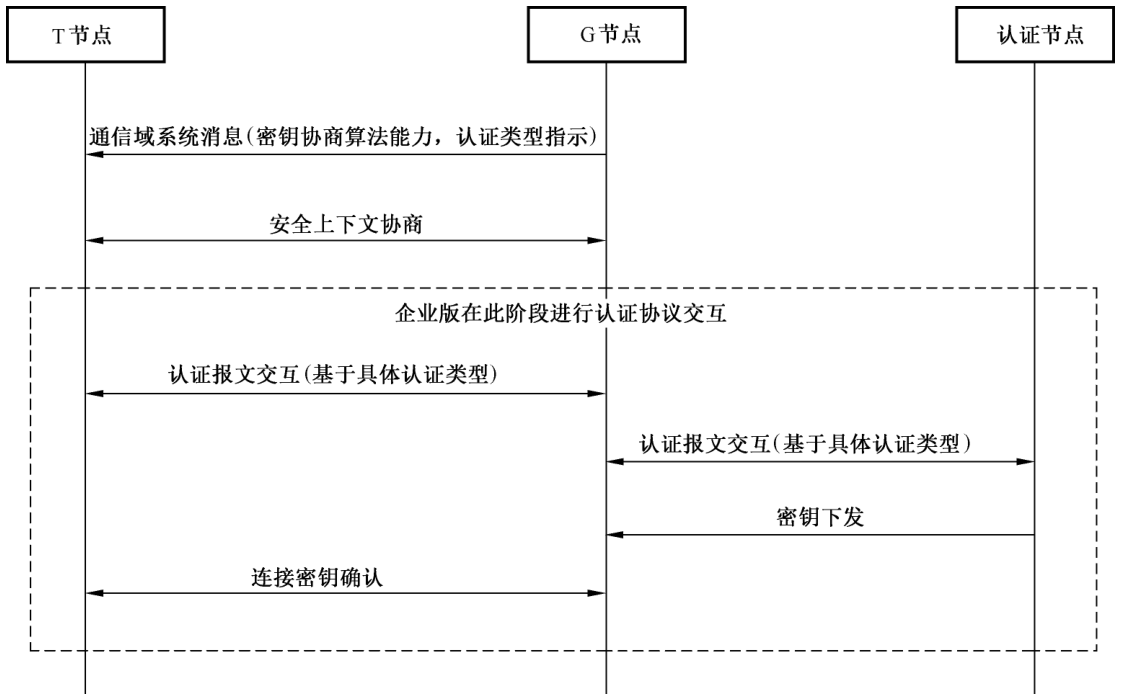 T节点
G节点
认证节点
通信域系统消息(密钥协商算法能力，认证类型指示)
安全上下文协商
企业版在此阶段进行认证协议交互
认证报文交互(基于具体认证类型)
认证报文交互(基于具体认证类型)
密钥下发
连接密钥确认